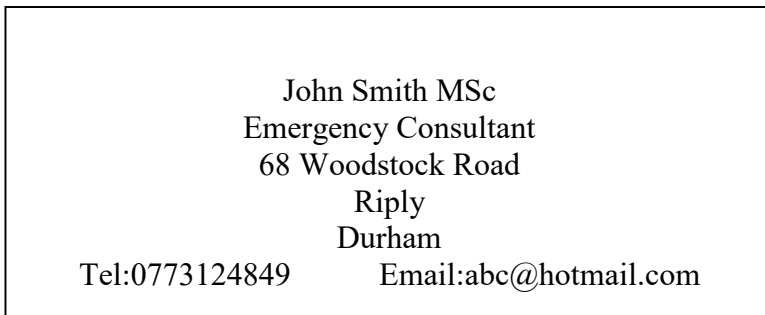 John Smith MSc
Emergency Consultant
68 Woodstock Road
Riply
Durham
Tel:0773124849 Email:abc@hotmail.com